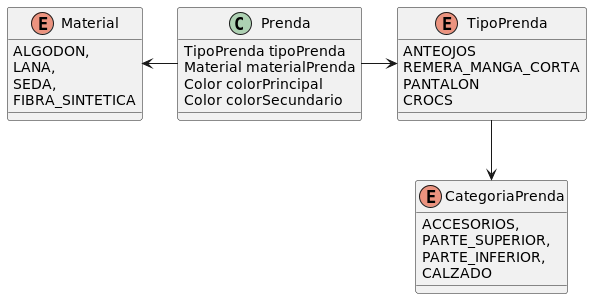 E Material
ALGODON,
LANA,
SEDA,
FIBRA_SINTETICA
C Prenda
TipoPrenda tipoPrenda
Material materialPrenda
Color colorPrincipal
Color colorSecundario
E TipoPrenda
ANTEOJOS
REMERA_MANGA_CORTA
PANTALON
CROCS
E CategoriaPrenda
ACCESORIOS,
PARTE_SUPERIOR,
PARTE_INFERIOR,
CALZADO